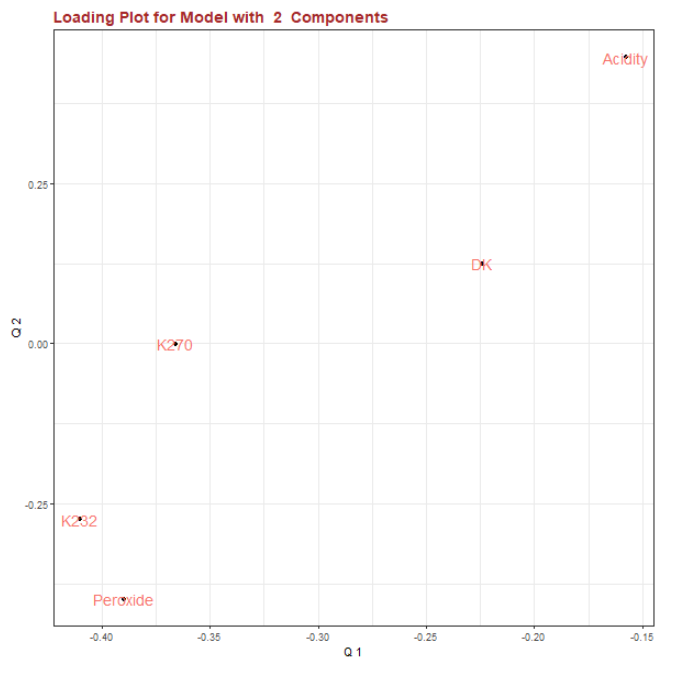 Loading Plot for Model with 2 Components
Acidity
0.25
DK
Q 2
0.00
K270
-0.25
K232
Peroxide
-0.40 -0.35 -0.30 -0.25 -0.20 -0.15
Q 1